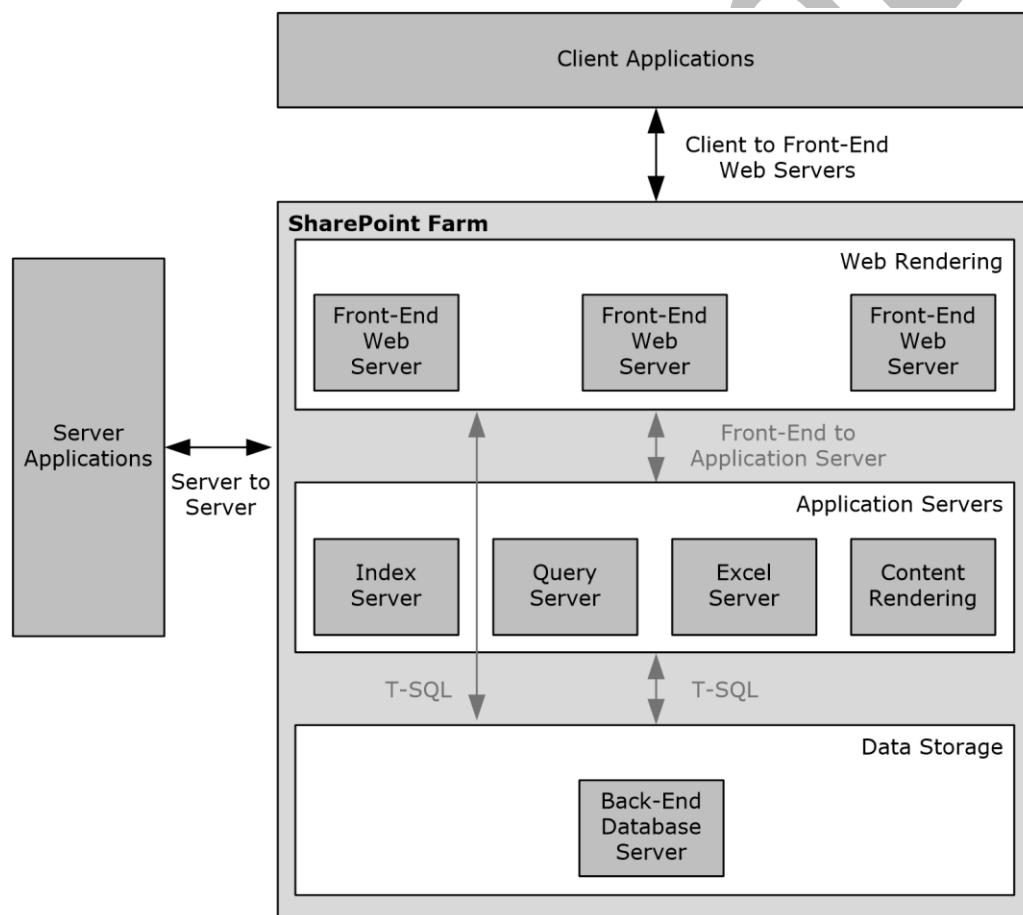 Client Applications
Client to Front-End
Web Servers
SharePoint Farm
Web Rendering
Front-End
Web
Server
Front-End
Web
Server
Front-End
Web
Server
Server
Applications
Server to
Server
Front-End to
Application Server
Application Servers
Index
Server
Query
Server
Excel
Server
Content
Rendering
T-SQL
T-SQL
Data Storage
Back-End
Database
Server